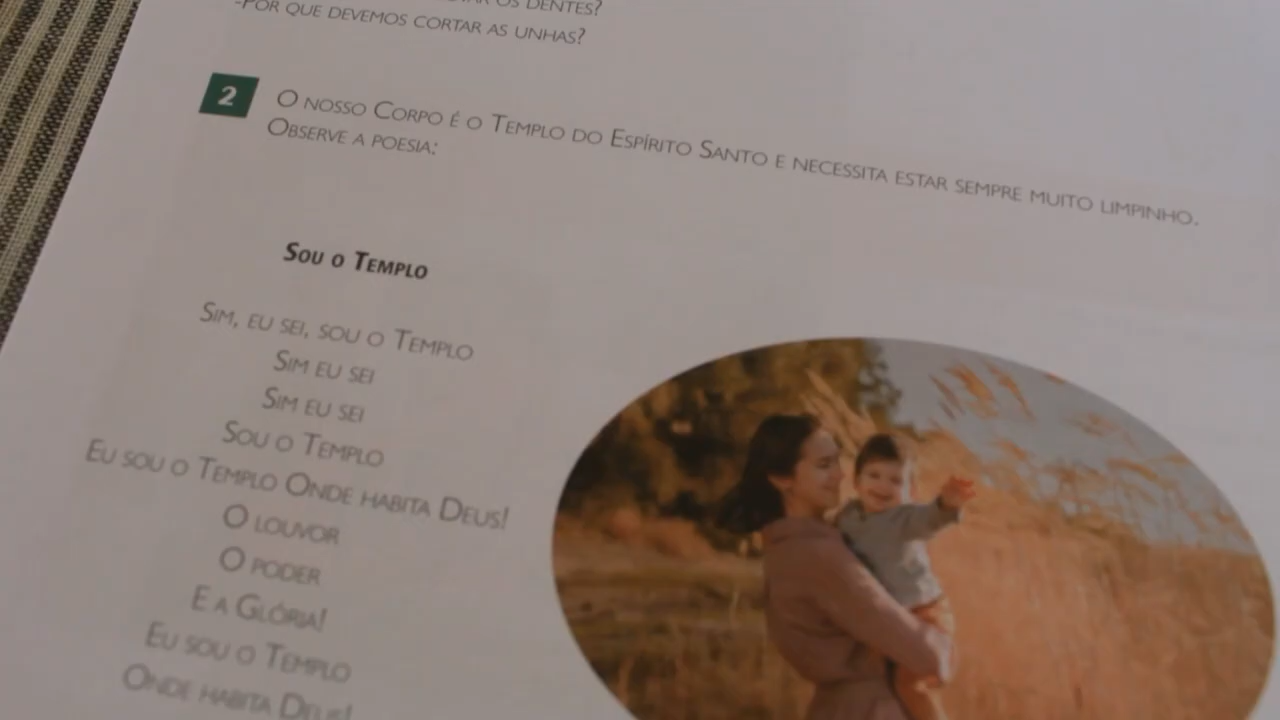 OS DENTES?
-POR QUE DEVEMOS CORTAR AS UNHAS?
2
O NOSSO CORPO É O TEMPLO DO ESPÍRITO SANTO E NECESSITA ESTAR SEMPRE MUITO LIMPINHO.
OBSERVE A POESIA:
SOU O TEMPLO
SIM, EU SEI, SOU O TEMPLO
SIM EU SEI
SIM EU SEI
SOU O TEMPLO
EU SOU O TEMPLO ONDE HABITA DEUS!
O LOUVOR
O PODER
E A GLÓRIA!
EU SOU O TEMPLO
ONDE HABITA DEUS!